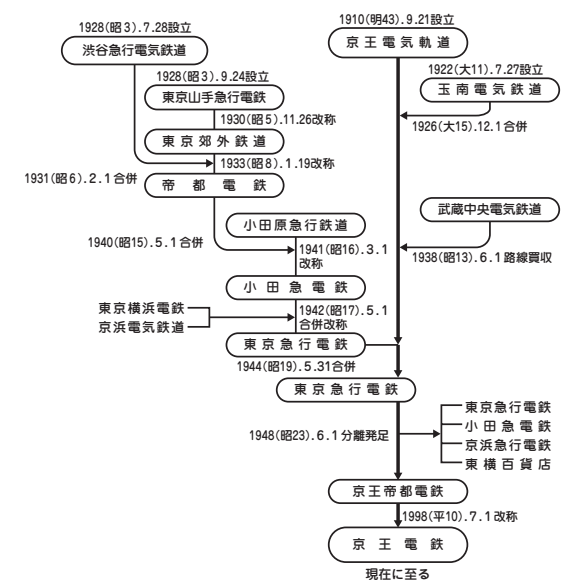 1928(昭3).7.28設立
渋谷急行電気鉄道
1928(昭3).9.24設立
東京山手急行電鉄
1930(昭5).11.26改称
東京郊外鉄道
1933(昭8).1.19改称
1931(昭6).2.1合併
帝都電鉄
1940(昭15).5.1合併
小田原急行鉄道
1941(昭16).3.1
改称
小田急電鉄
東京横浜電鉄
京浜電気鉄道
1942(昭17).5.1
合併改称
東京急行電鉄
1910(明43).9.21設立
京王電気軌道
1922(大11).7.27設立
玉南電気鉄道
1926(大15).12.1合併
武蔵中央電気鉄道
1938(昭13).6.1路線買収
1944(昭19).5.31合併
東京急行電鉄
1948(昭23).6.1分離発足
東京急行電鉄
小田急電鉄
京浜急行電鉄
東横百貨店
京王帝都電鉄
1998(平10).7.1改称
京王電鉄
現在に至る